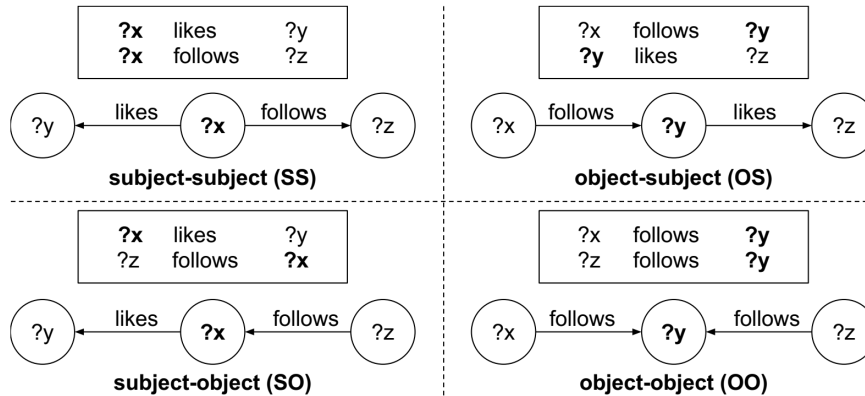 ?x likes ?y
?x follows ?z
likes follows
?y ?x ?z
subject-subject (SS)
?x follows ?y
?y likes ?z
follows likes
?x ?y ?z
object-subject (OS)
?x likes ?y
?z follows ?x
likes follows
?y ?x ?z
subject-object (SO)
?x follows ?y
?z follows ?y
follows follows
?x ?y ?z
object-object (OO)